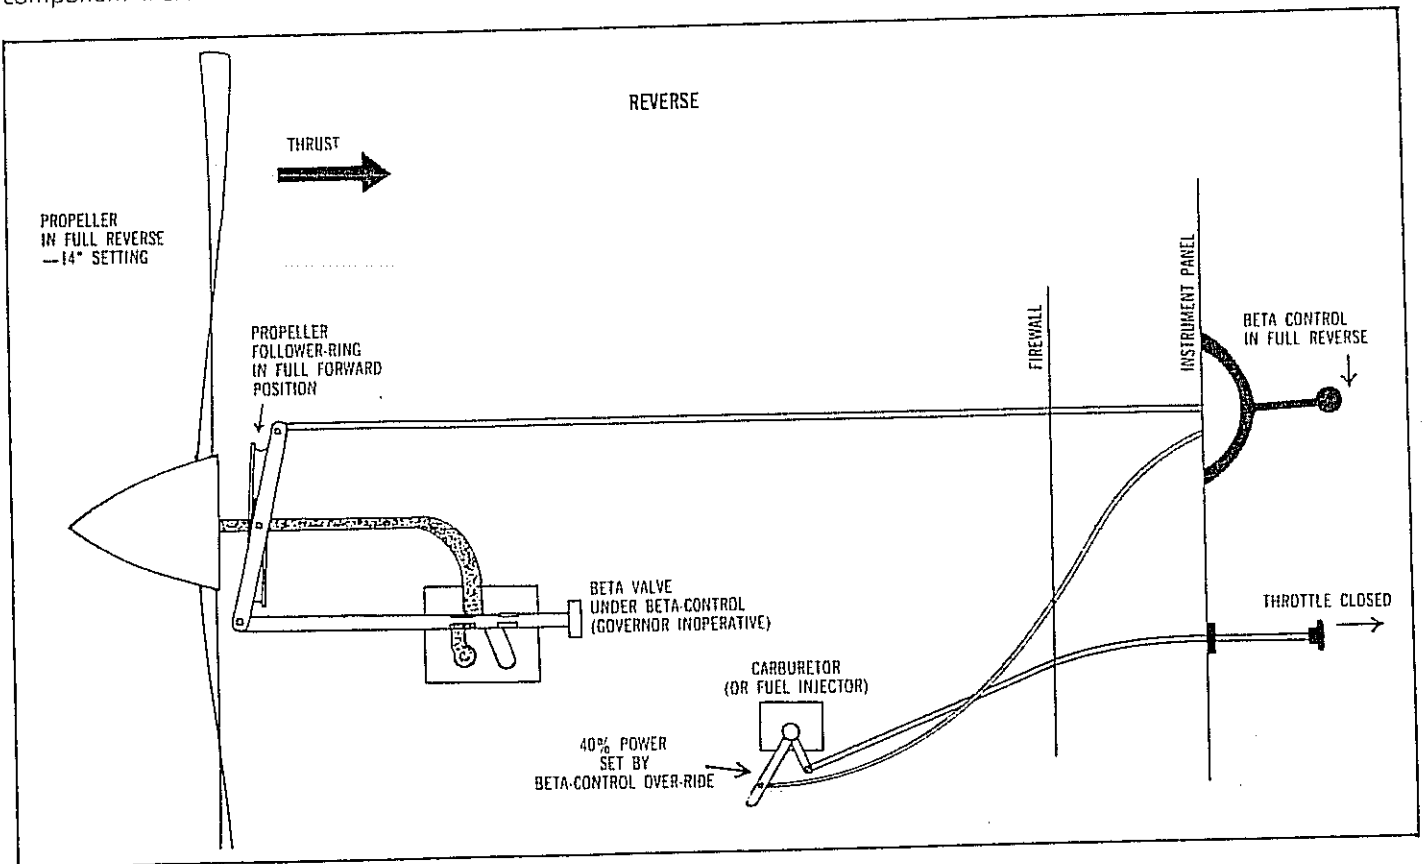 REVERSE
THRUST
PROPELLER
IN FULL REVERSE
—14° SETTING
PROPELLER
FOLLOWER-RING
IN FULL FORWARD
POSITION
FIREWALL
INSTRUMENT PANEL
BETA CONTROL
IN FULL REVERSE
BETA VALVE
UNDER BETA-CONTROL
(GOVERNOR INOPERATIVE)
THROTTLE CLOSED
CARBURETOR
(OR FUEL INJECTOR)
40% POWER
SET BY
BETA-CONTROL OVER-RIDE